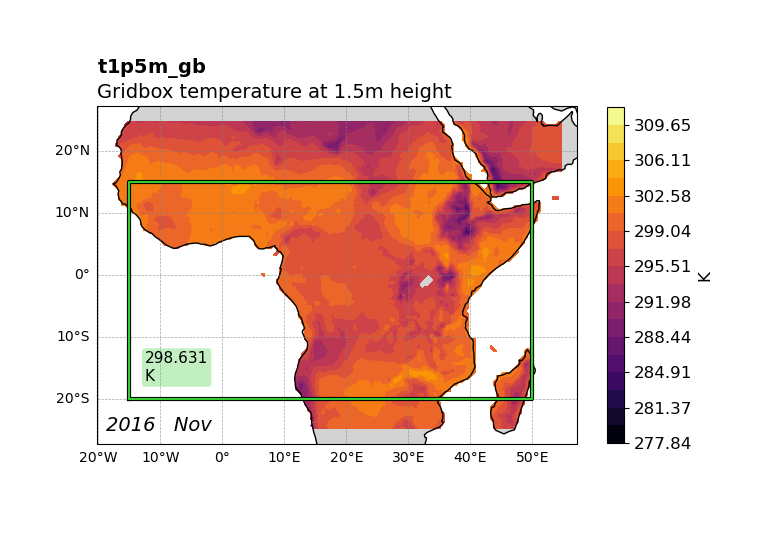 t1p5m_gb
Gridbox temperature at 1.5m height
309.65
20°N
306.11
302.58
10°N
299.04
0°
295.51
K
291.98
10°S
288.44
298.631
K
284.91
20°S
281.37
2016 Nov
277.84
20°W 10°W 0° 10°E 20°E 30°E 40°E 50°E